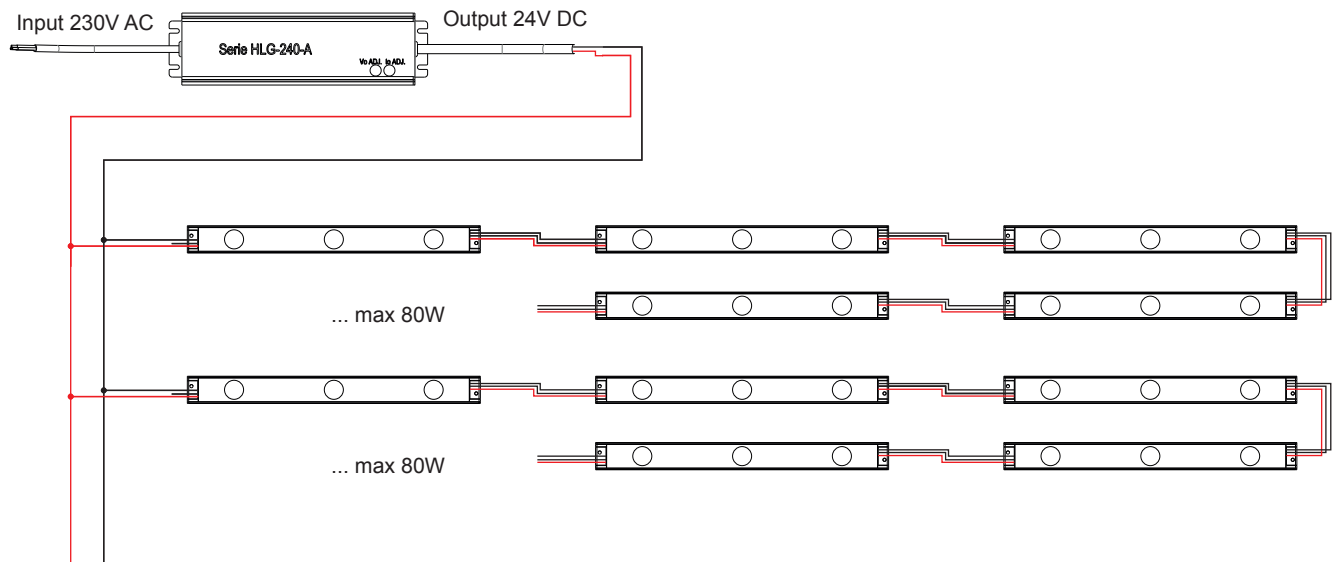 Input 230V AC
Output 24V DC
Serie HLG-240-A
Vo ADJ. Io ADJ.
... max 80W
... max 80W